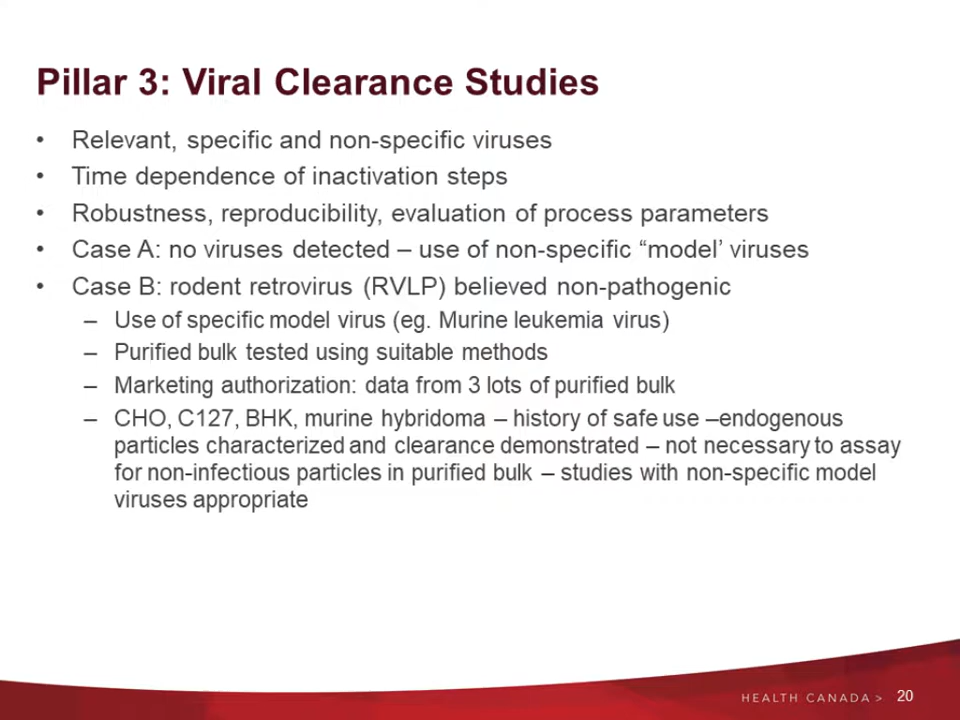 Pillar 3: Viral Clearance Studies
• Relevant, specific and non-specific viruses
• Time dependence of inactivation steps
• Robustness, reproducibility, evaluation of process parameters
• Case A: no viruses detected – use of non-specific “model’ viruses
• Case B: rodent retrovirus (RVLP) believed non-pathogenic
– Use of specific model virus (eg. Murine leukemia virus)
– Purified bulk tested using suitable methods
– Marketing authorization: data from 3 lots of purified bulk
– CHO, C127, BHK, murine hybridoma – history of safe use –endogenous
particles characterized and clearance demonstrated – not necessary to assay
for non-infectious particles in purified bulk – studies with non-specific model
viruses appropriate
HEALTH CANADA > 20